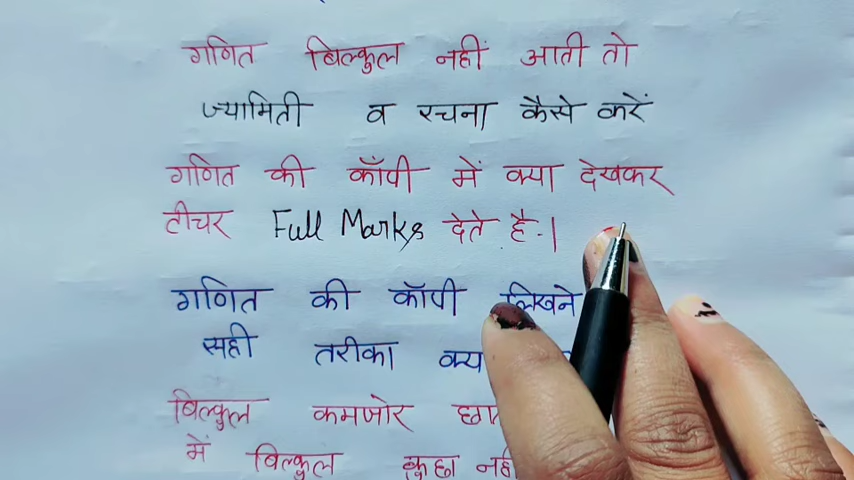 गणित बिल्कुल नहीं आती तो
ज्यामिती व रचना कैसे करें
गणित की कॉपी में क्या देखकर
टीचर Full Marks देते है।
गणित की कॉपी लिखने
सही तरीका
बिल्कुल कमजोर
में बिल्कुल कुछ